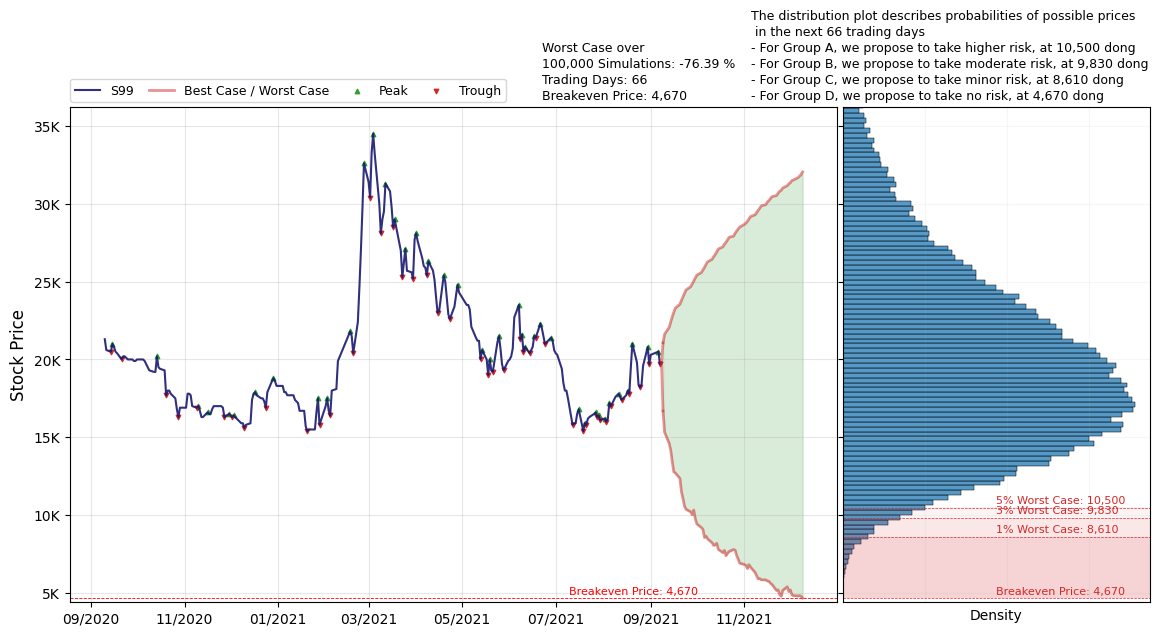 The distribution plot describes probabilities of possible prices
in the next 66 trading days
- For Group A, we propose to take higher risk, at 10,500 dong
- For Group B, we propose to take moderate risk, at 9,830 dong
- For Group C, we propose to take minor risk, at 8,610 dong
- For Group D, we propose to take no risk, at 4,670 dong
Worst Case over
100,000 Simulations: -76.39 %
Trading Days: 66
Breakeven Price: 4,670
S99
Best Case / Worst Case
Peak
Trough
Stock Price
35K
30K
25K
20K
15K
10K
5K
09/2020
11/2020
01/2021
03/2021
05/2021
07/2021
09/2021
11/2021
Breakeven Price: 4,670
5% Worst Case: 10,500
3% Worst Case: 9,830
1% Worst Case: 8,610
Breakeven Price: 4,670
Density